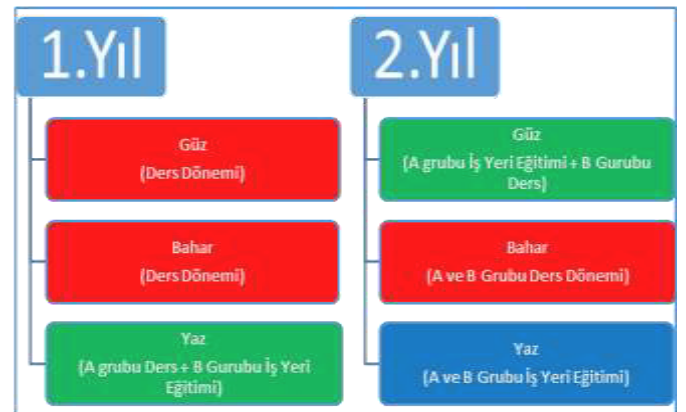 1.Yıl
Güz
(Ders Dönemi)
Bahar
(Ders Dönemi)
Yaz
(A grubu Ders + B Gurubu İş Yeri
Eğitimi)
2.Yıl
Güz
(A grubu İş Yeri Eğitimi + B Gurubu
Ders)
Bahar
(A ve B Grubu Ders Dönemi)
Yaz
(A ve B Grubu İş Yeri Eğitimi)